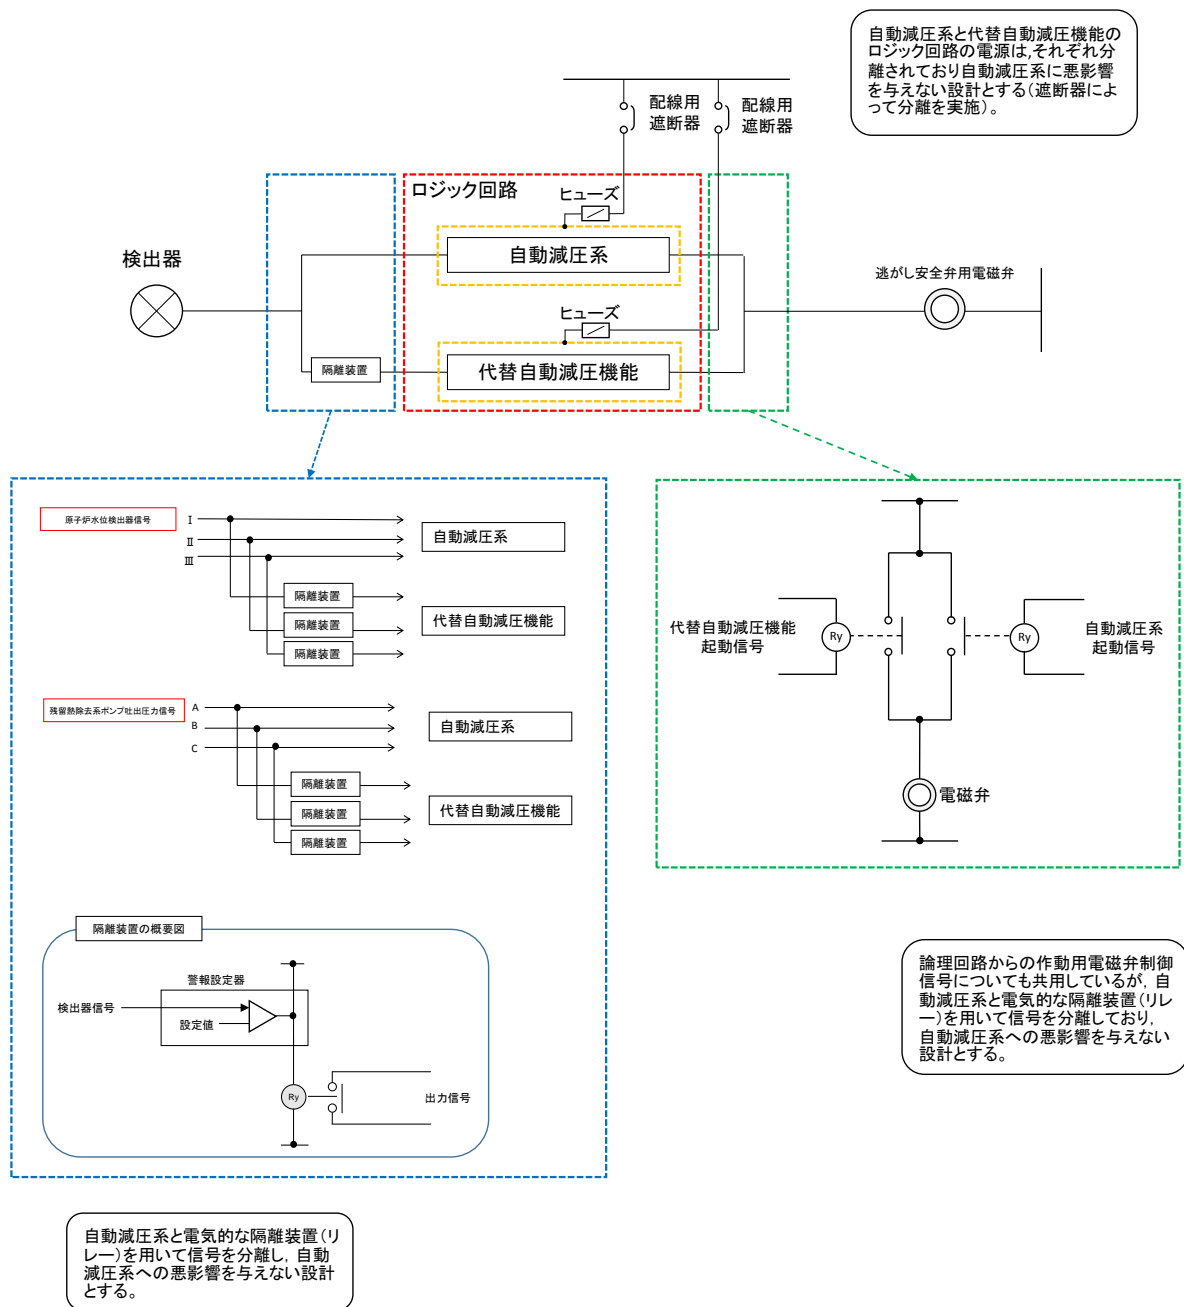 自動減圧系と代替自動減圧機能の
ロジック回路の電源は,それぞれ分
離されており自動減圧系に悪影響
を与えない設計とする(遮断器によ
って分離を実施)。
配線用
遮断器
配線用
遮断器
ロジック回路
ヒューズ
自動減圧系
検出器
逃がし安全弁用電磁弁
ヒューズ
隔離装置
代替自動減圧機能
原子炉水位検出器信号
Ⅰ
Ⅱ
Ⅲ
自動減圧系
隔離装置
隔離装置
隔離装置
代替自動減圧機能
残留熱除去系ポンプ吐出圧力信号
A
B
C
自動減圧系
隔離装置
隔離装置
隔離装置
代替自動減圧機能
代替自動減圧機能
起動信号
Ry
Ry
自動減圧系
起動信号
電磁弁
隔離装置の概要図
警報設定器
検出器信号
設定値
Ry
出力信号
論理回路からの作動用電磁弁制御
信号についても共用しているが，自
動減圧系と電気的な隔離装置(リレ
ー)を用いて信号を分離しており，
自動減圧系への悪影響を与えない
設計とする。
自動減圧系と電気的な隔離装置(リ
レー)を用いて信号を分離し，自動
減圧系への悪影響を与えない設計
とする。